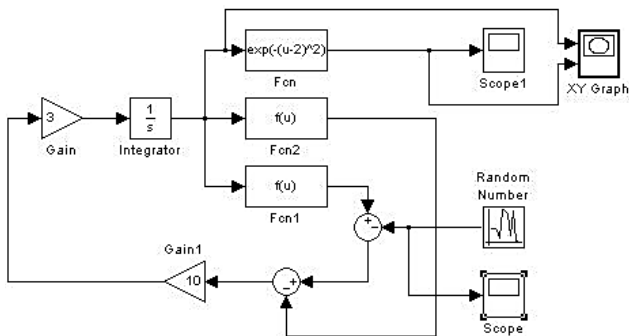 exp(-(u-2)^2)
Fcn
Scope1
XY Graph
3
Gain
1
s
Integrator
f(u)
Fcn2
f(u)
Fcn1
Random
Number
+
−
Gain1
10
−
+
Scope